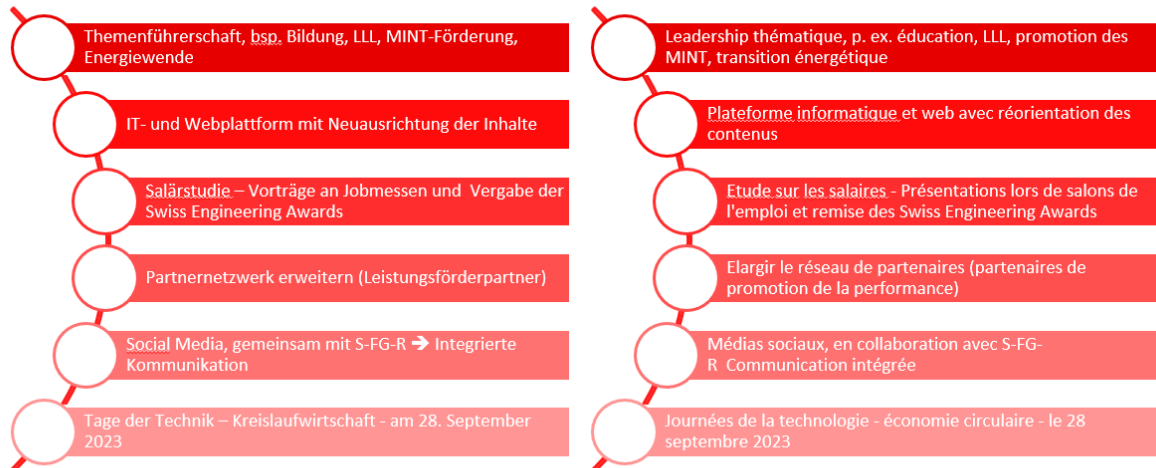 Themenführerschaft, bsp. Bildung, LLL, MINT-Förderung,
Energiewende
IT- und Webplattform mit Neuausrichtung der Inhalte
Salärstudie – Vorträge an Jobmessen und  Vergabe der
Swiss Engineering Awards
Partnernetzwerk erweitern (Leistungsförderpartner)
Social Media, gemeinsam mit S-FG-R ➔ Integrierte
Kommunikation
Tage der Technik – Kreislaufwirtschaft - am 28. September
2023
Leadership thématique, p. ex. éducation, LLL, promotion des
MINT, transition énergétique
Plateforme informatique et web avec réorientation des
contenus
Etude sur les salaires - Présentations lors de salons de
l'emploi et remise des Swiss Engineering Awards
Elargir le réseau de partenaires (partenaires de
promotion de la performance)
Médias sociaux, en collaboration avec S-FG-
R  Communication intégrée
Journées de la technologie - économie circulaire - le 28
septembre 2023